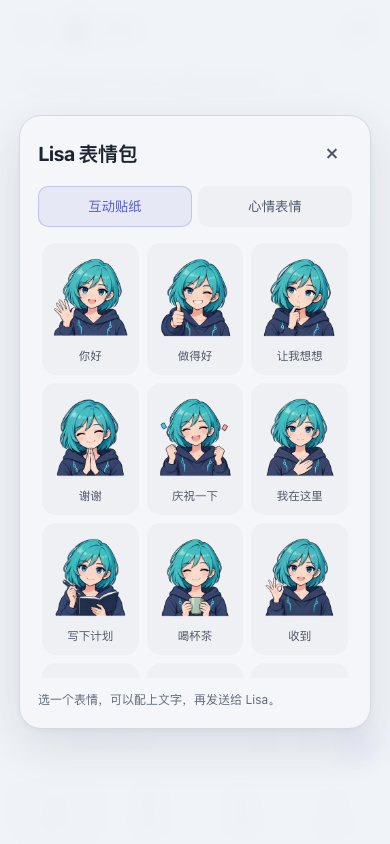 Lisa 表情包
×
互动贴纸
心情表情
你好
做得好
让我想想
谢谢
庆祝一下
我在这里
写下计划
喝杯茶
收到
选一个表情，可以配上文字，再发送给 Lisa。